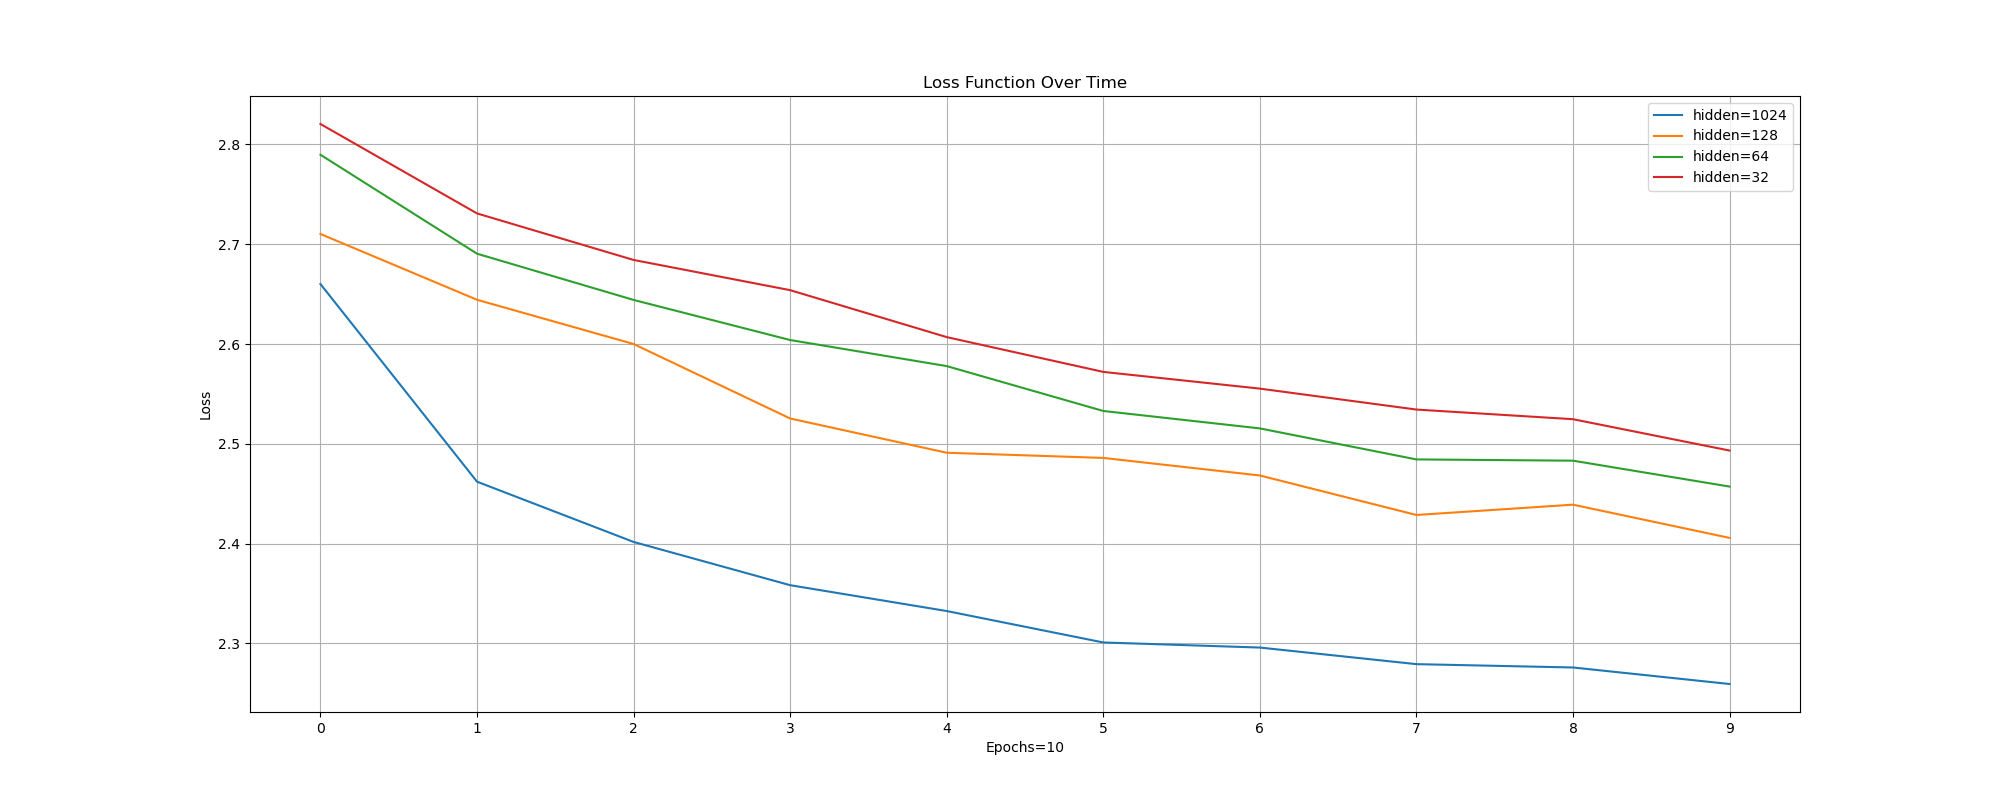 Loss Function Over Time
hidden=1024
hidden=128
hidden=64
hidden=32
2.8
2.7
2.6
2.5
2.4
2.3
Loss
0 1 2 3 4 5 6 7 8 9
Epochs=10